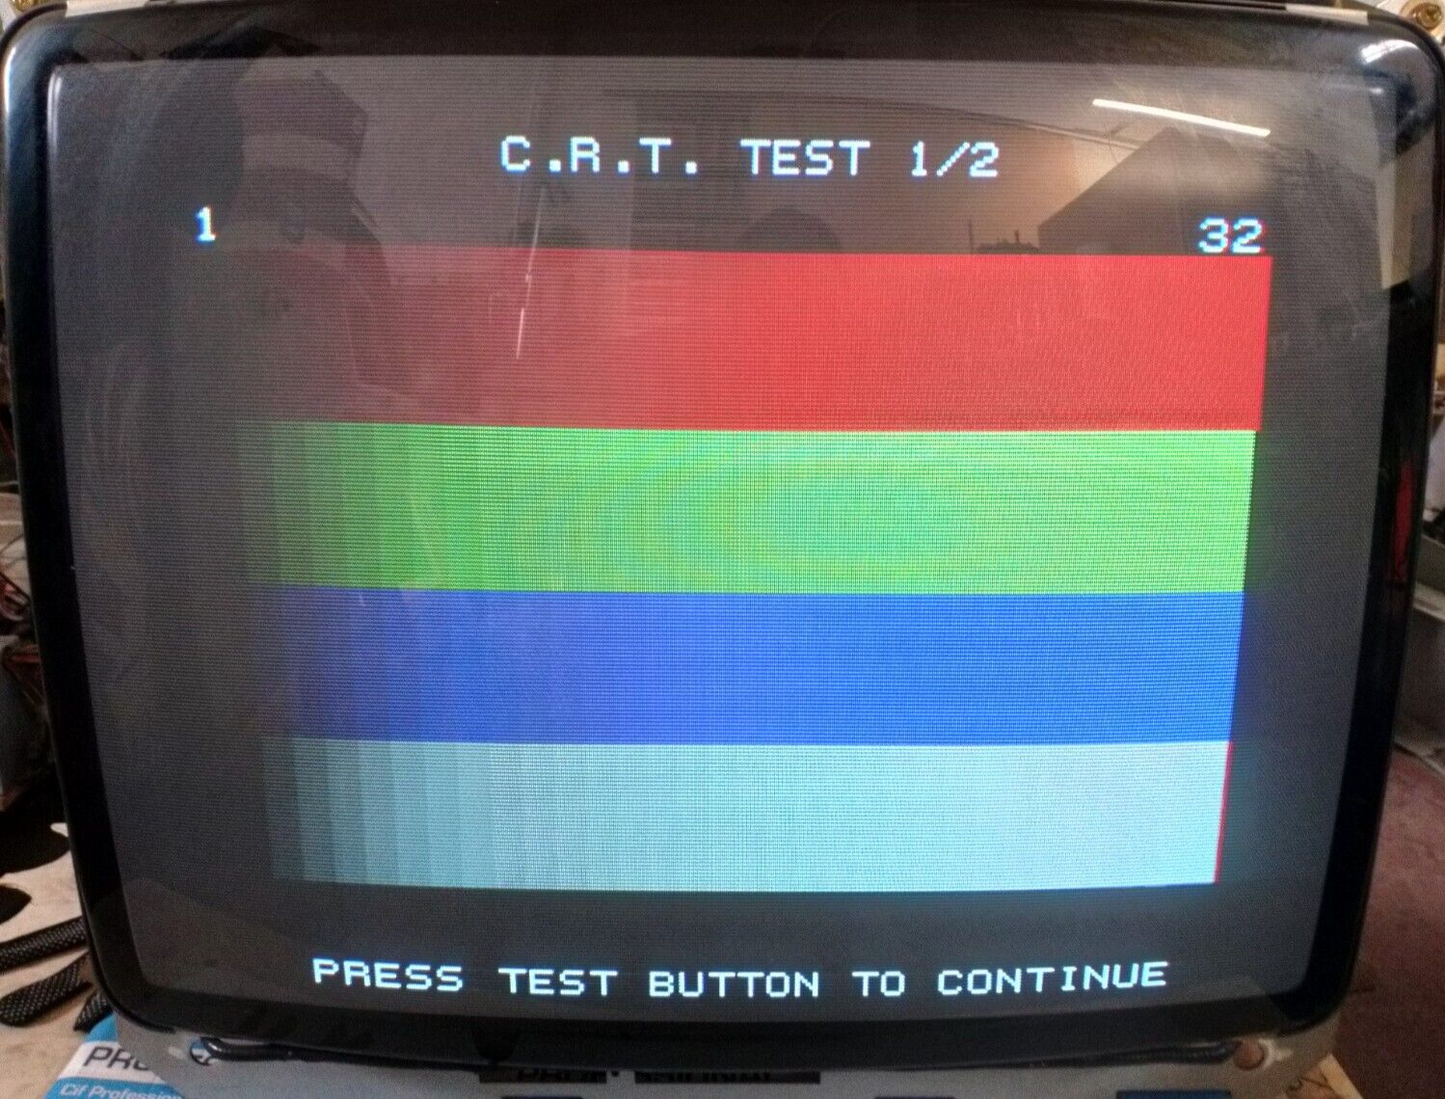 C.R.T. TEST 1/2
1 32
PRESS TEST BUTTON TO CONTINUE